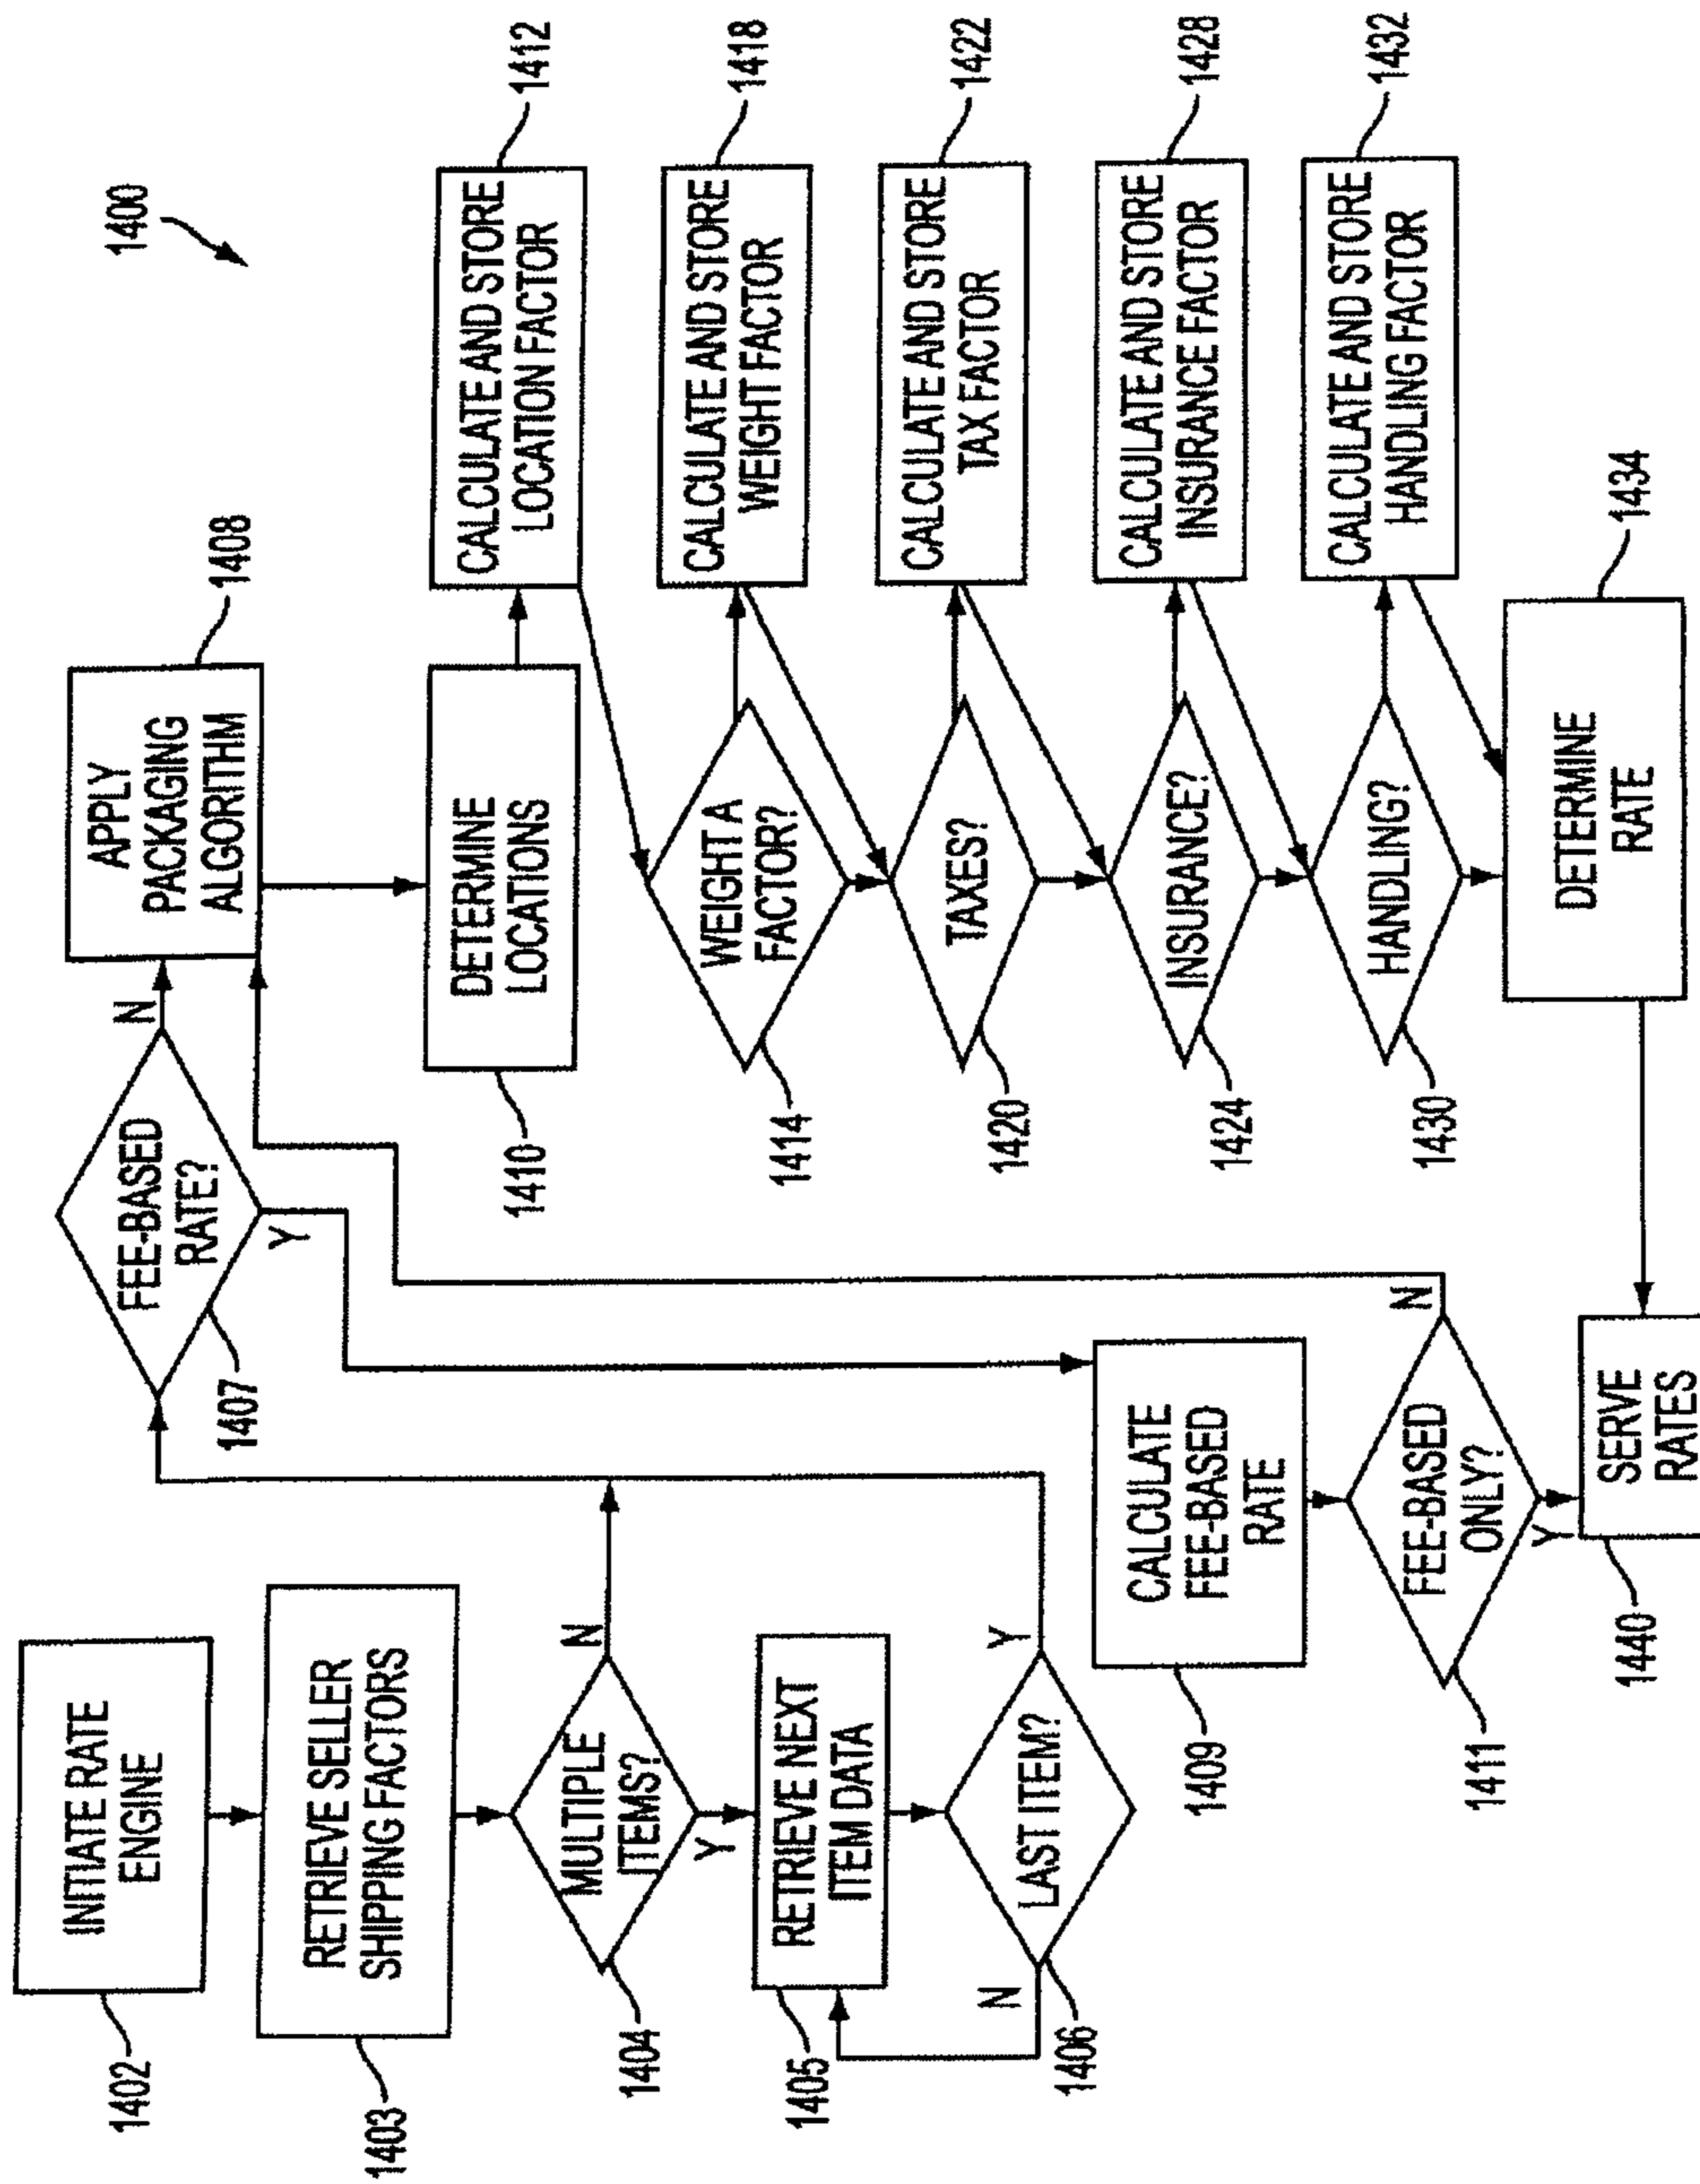 1400
INITIATE RATE
ENGINE
1402
RETRIEVE SELLER
SHIPPING FACTORS
1403
MULTIPLE
ITEMS?
1404
N
Y
RETRIEVE NEXT
ITEM DATA
1405
LAST ITEM?
1406
N
Y
FEE-BASED
RATE?
1407
N
Y
CALCULATE
FEE-BASED
RATE
1409
FEE-BASED
ONLY?
1411
N
Y
SERVE
RATES
1440
APPLY
PACKAGING
ALGORITHM
1408
DETERMINE
LOCATIONS
1410
CALCULATE AND STORE
LOCATION FACTOR
1412
WEIGHT A
FACTOR?
1414
CALCULATE AND STORE
WEIGHT FACTOR
1418
TAXES?
1420
CALCULATE AND STORE
TAX FACTOR
1422
INSURANCE?
1424
CALCULATE AND STORE
INSURANCE FACTOR
1428
HANDLING?
1430
CALCULATE AND STORE
HANDLING FACTOR
1432
DETERMINE
RATE
1434